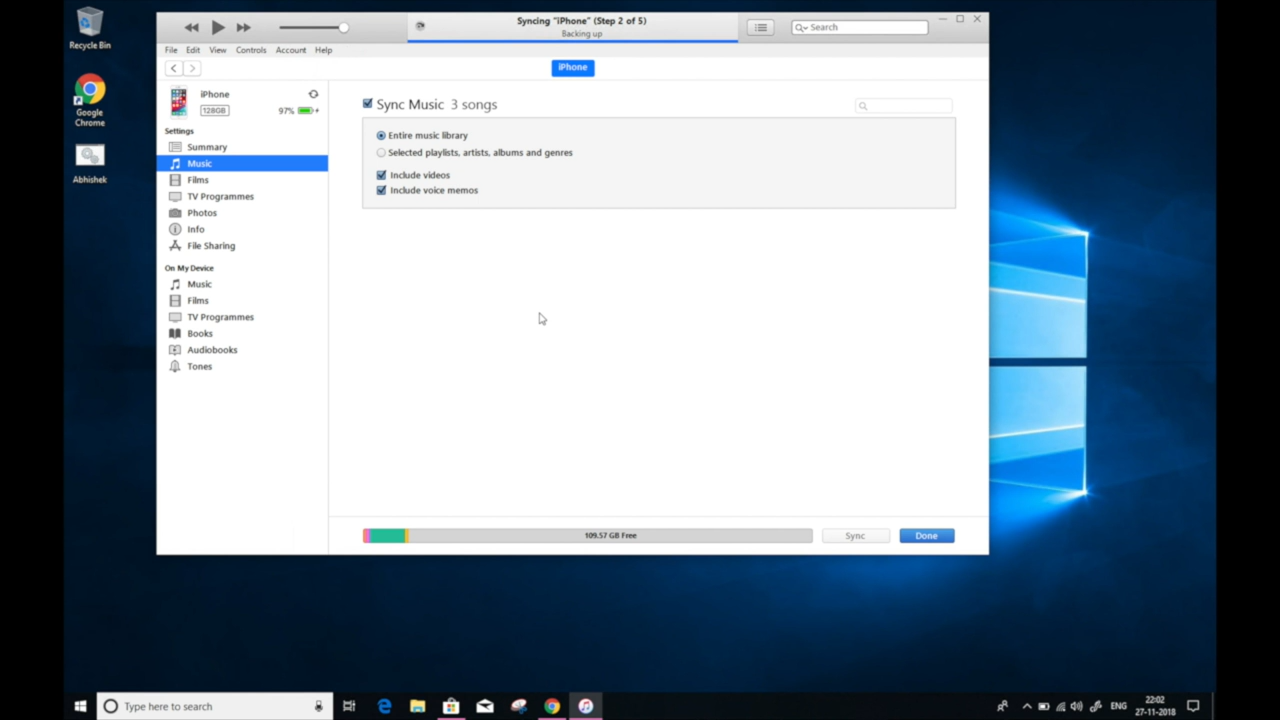 Recycle Bin
Google
Chrome
Abhishek
Syncing “iPhone” (Step 2 of 5)
Backing up
Search
File Edit View Controls Account Help
iPhone
iPhone
128GB
97%
Settings
Summary
Music
Films
TV Programmes
Photos
Info
File Sharing
On My Device
Music
Films
TV Programmes
Books
Audiobooks
Tones
Sync Music 3 songs
Entire music library
Selected playlists, artists, albums and genres
Include videos
Include voice memos
109.57 GB Free
Sync
Done
Type here to search
ENG
22:02
27-11-2018